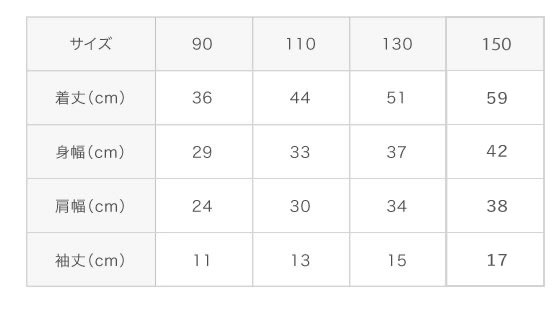 サイズ 90 110 130 150
着丈(cm) 36 44 51 59
身幅(cm) 29 33 37 42
肩幅(cm) 24 30 34 38
袖丈(cm) 11 13 15 17